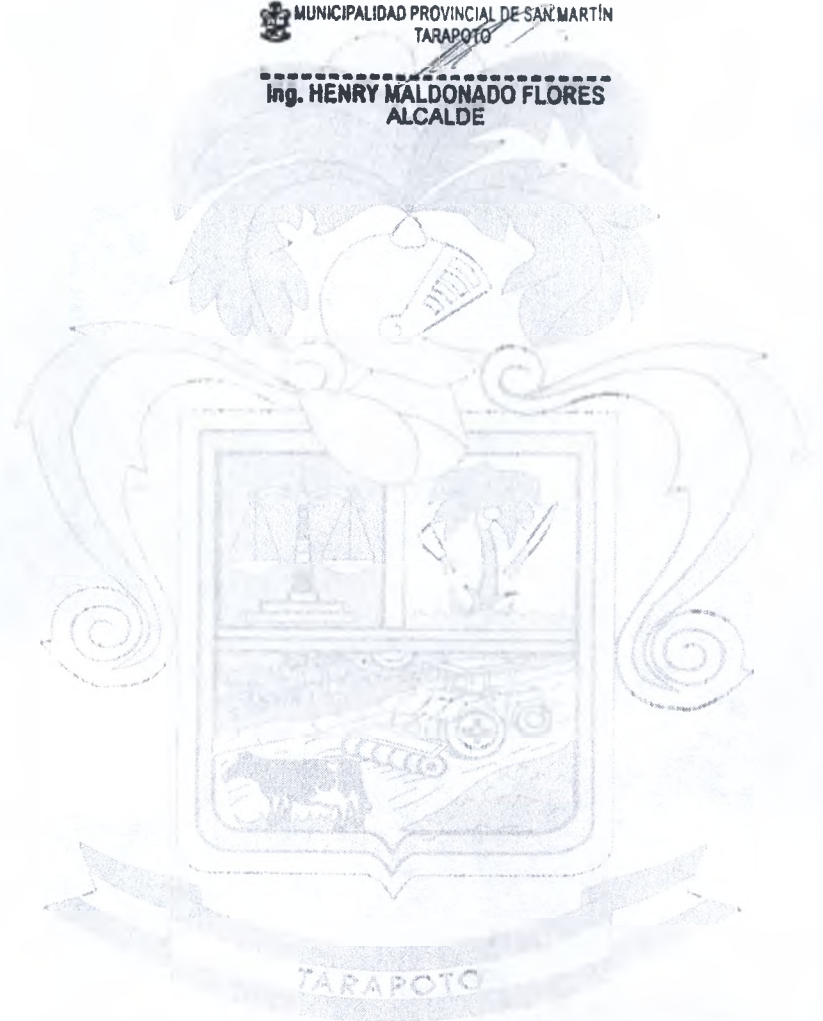 MUNICIPALIDAD PROVINCIAL DE SAN MARTÍN
TARAPOTO
Ing. HENRY MALDONADO FLORES
ALCALDE
TARAPOTO